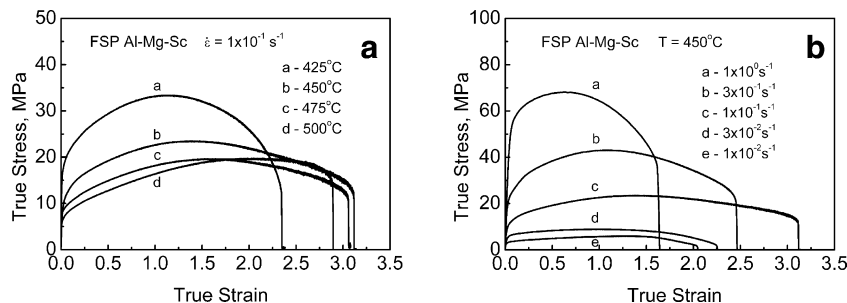 FSP Al-Mg-Sc ε̇ = 1x10⁻¹ s⁻¹
a
a - 425°C
b - 450°C
c - 475°C
d - 500°C
a
b
c
d
50
40
30
20
10
0
True Stress, MPa
0.0 0.5 1.0 1.5 2.0 2.5 3.0 3.5
True Strain
FSP Al-Mg-Sc T = 450°C
b
a - 1x10⁰s⁻¹
b - 3x10⁻¹s⁻¹
c - 1x10⁻¹s⁻¹
d - 3x10⁻²s⁻¹
e - 1x10⁻²s⁻¹
a
b
c
d
e
100
80
60
40
20
0
True Stress, MPa
0.0 0.5 1.0 1.5 2.0 2.5 3.0 3.5
True Strain